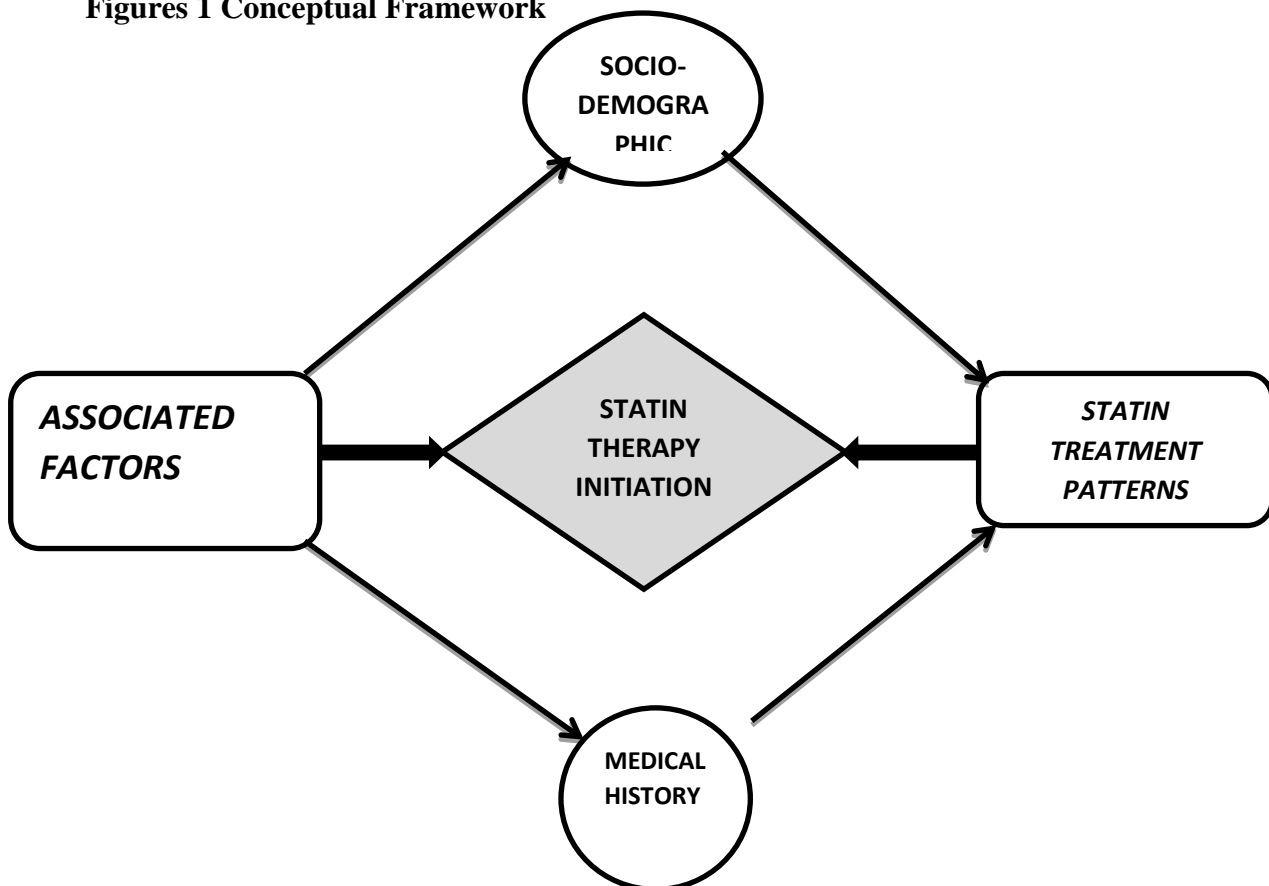 Figures 1 Conceptual Framework
SOCIO-
DEMOGRA
PHIC
ASSOCIATED
FACTORS
STATIN
THERAPY
INITIATION
STATIN
TREATMENT
PATTERNS
MEDICAL
HISTORY